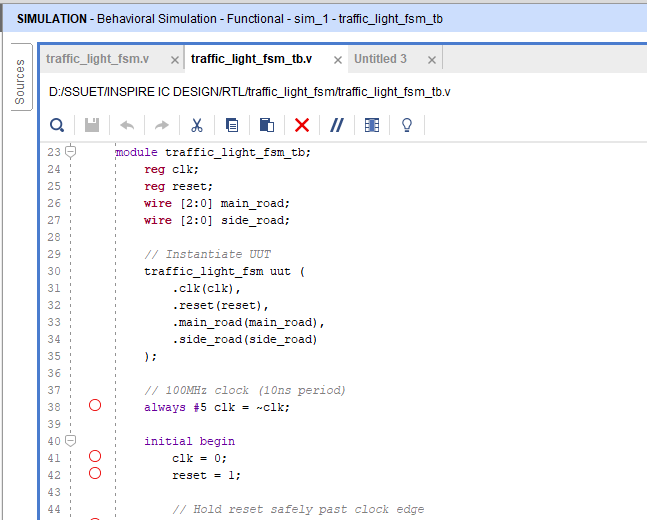 SIMULATION - Behavioral Simulation - Functional - sim_1 - traffic_light_fsm_tb
Sources
traffic_light_fsm.v × traffic_light_fsm_tb.v × Untitled 3 ×
D:/SSUET/INSPIRE IC DESIGN/RTL/traffic_light_fsm/traffic_light_fsm_tb.v
23 module traffic_light_fsm_tb;
24 reg clk;
25 reg reset;
26 wire [2:0] main_road;
27 wire [2:0] side_road;
28
29 // Instantiate UUT
30 traffic_light_fsm uut (
31 .clk(clk),
32 .reset(reset),
33 .main_road(main_road),
34 .side_road(side_road)
35 );
36
37 // 100MHz clock (10ns period)
38 always #5 clk = ~clk;
39
40 initial begin
41 clk = 0;
42 reset = 1;
43
44 // Hold reset safely past clock edge